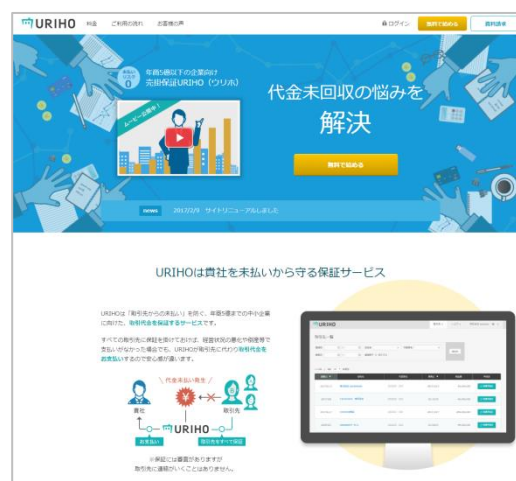 URIHO
料金
ご利用の流れ
お客様の声
ログイン
無料で始める
資料請求
未払い
リスク
0
年商5億以下の企業向け
売掛保証URIHO（ウリホ）
ムービー公開中！
代金未回収の悩みを
解決
無料で始める
news 2017/2/9 サイトリニューアルしました
URIHOは貴社を未払いから守る保証サービス
URIHOは「取引先からの未払い」を防ぐ、年商5億までの中小企業
に向けた、取引代金を保証するサービスです。
すべての取引先に保証を掛けておけば、経営状況の悪化や倒産等で
支払いがなかった場合でも、URIHOが取引先に代わり取引代金を
お支払いするので安心感が違います。
代金未払い発生
貴社
取引先
URIHO
お支払い
取引先をすべて保証
※保証には審査がありますが
取引先に連絡がいくことはありません。
URIHO